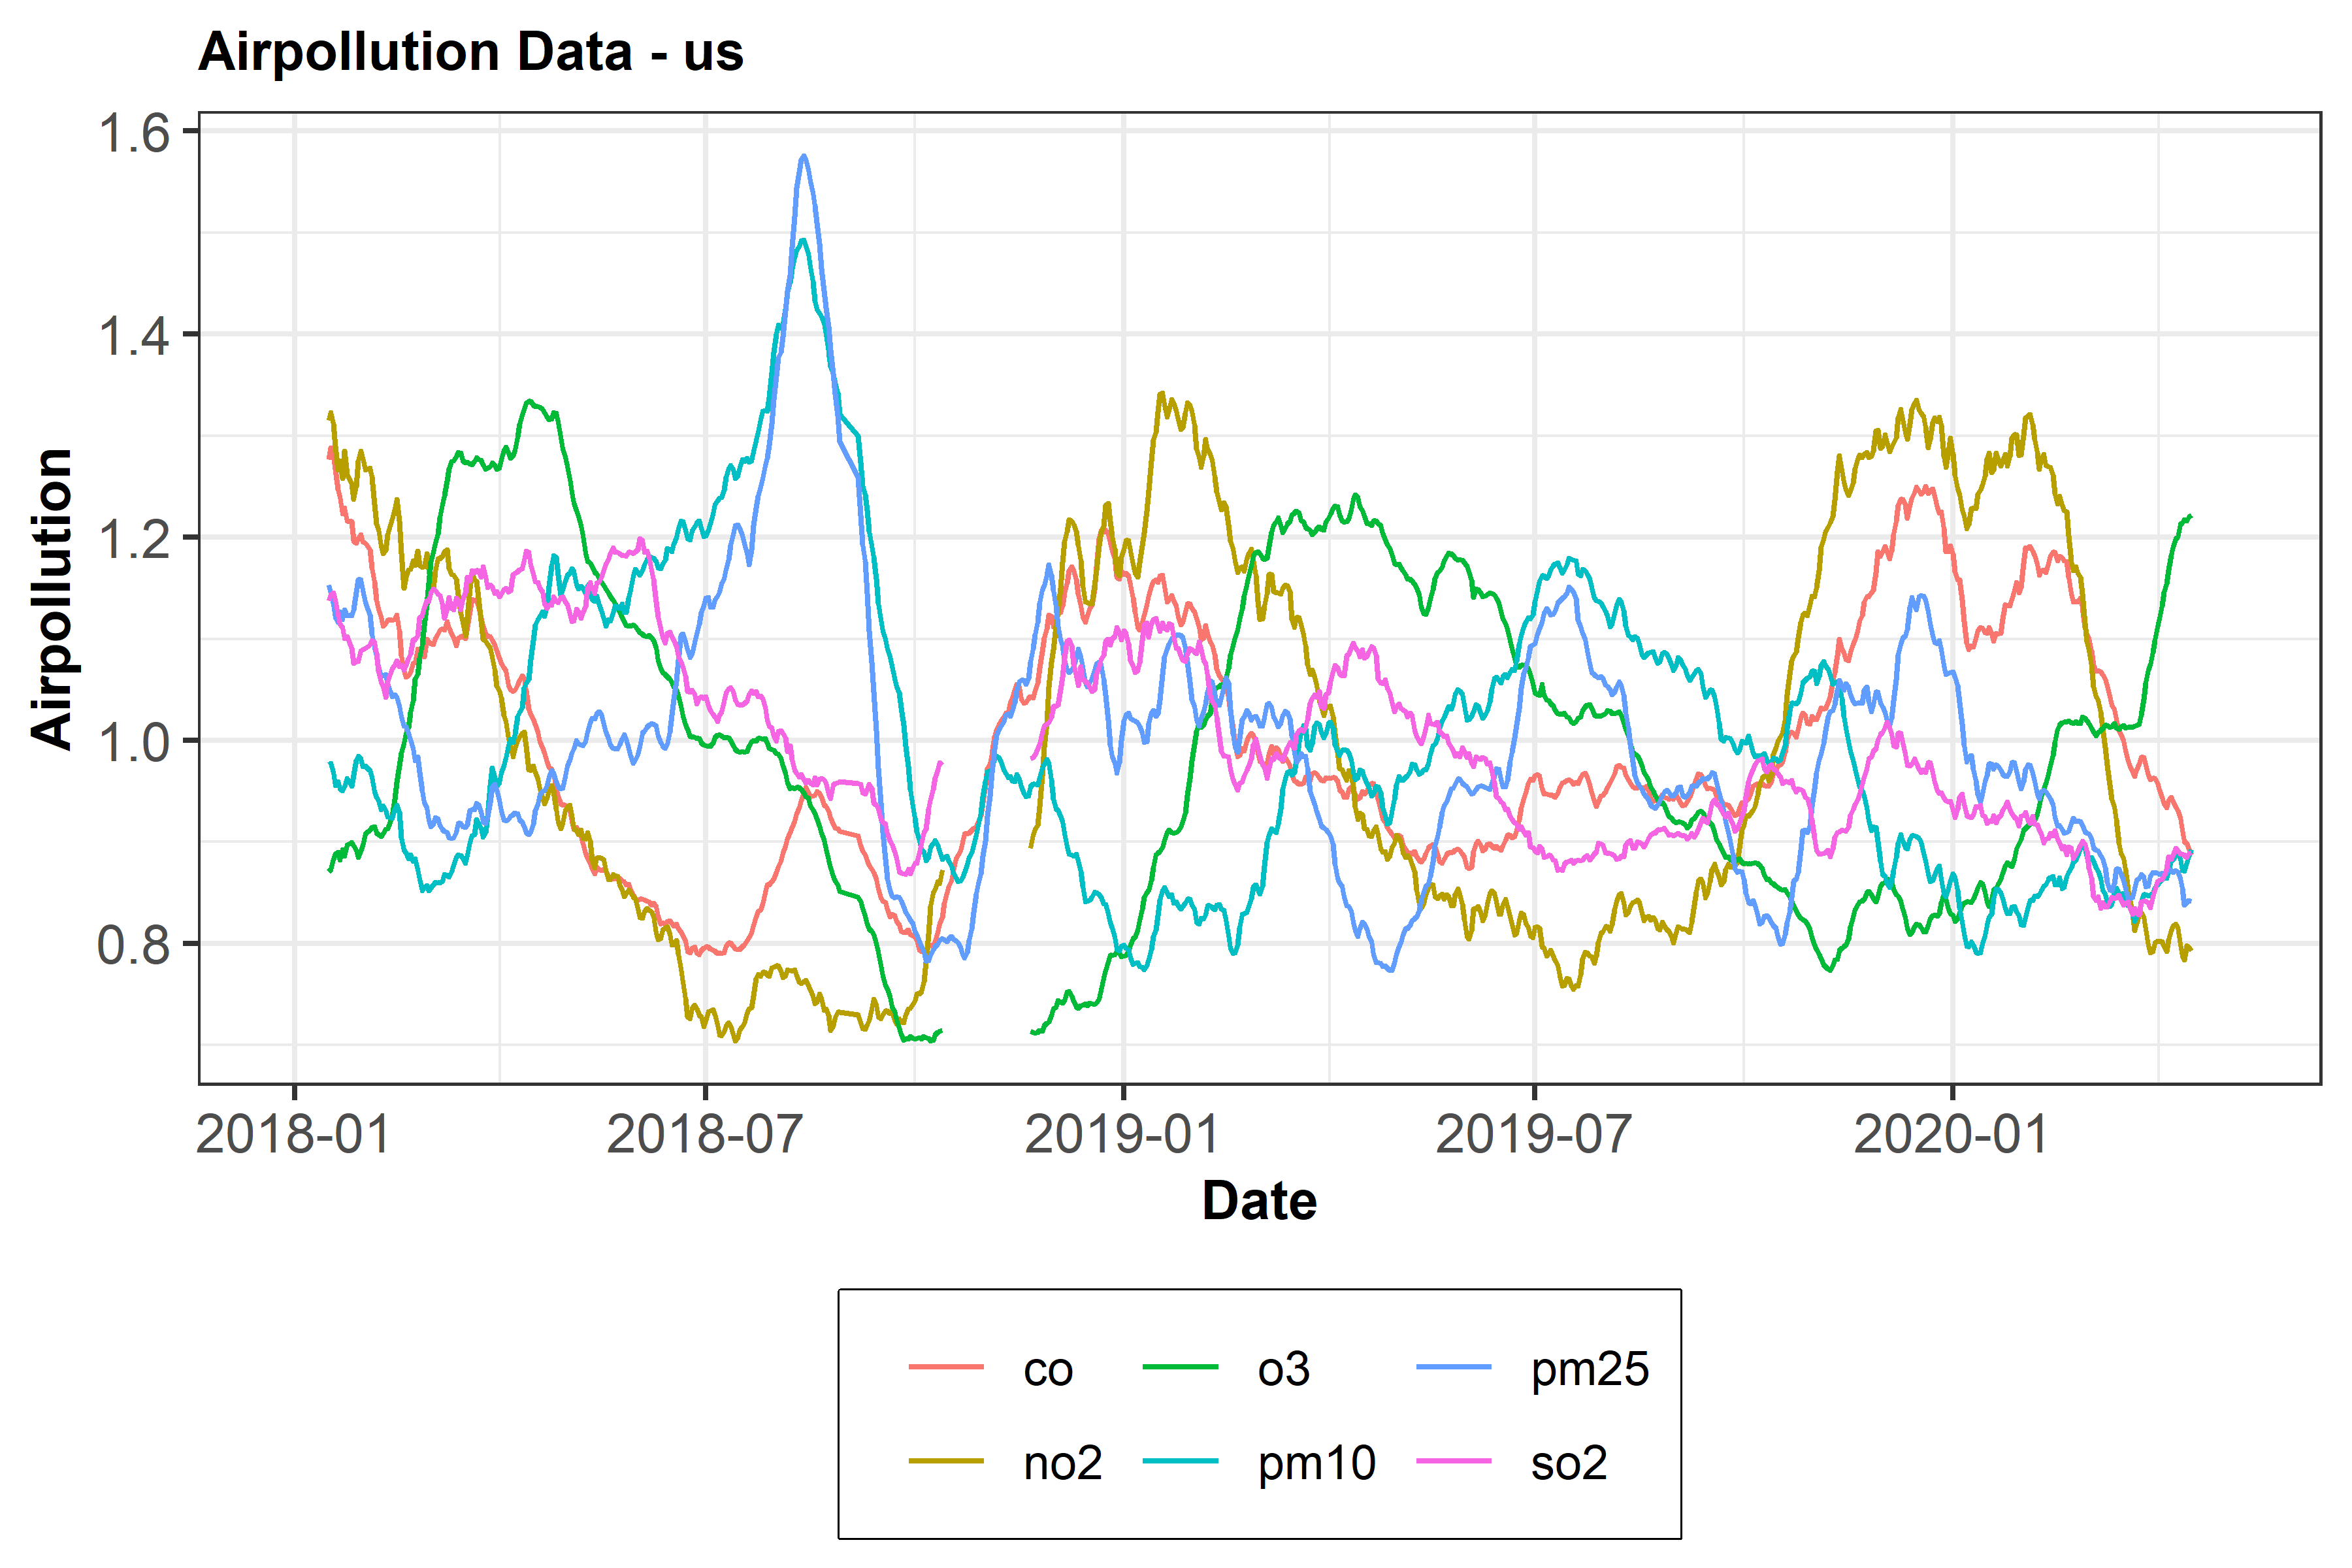 Airpollution Data - us
1.6
1.4
1.2
1.0
0.8
Airpollution
2018-01 2018-07 2019-01 2019-07 2020-01
Date
co o3 pm25
no2 pm10 so2